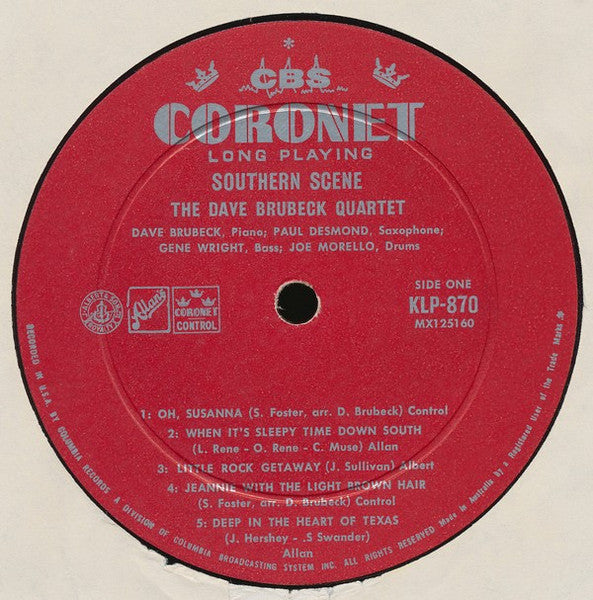 *
CBS
CORONET
LONG PLAYING
SOUTHERN SCENE
THE DAVE BRUBECK QUARTET
DAVE BRUBECK, Piano; PAUL DESMOND, Saxophone;
GENE WRIGHT, Bass; JOE MORELLO, Drums
Allan's
CORONET
CONTROL
SIDE ONE
KLP-870
MX125160
1: OH, SUSANNA (S. Foster, arr. D. Brubeck) Control
2: WHEN IT'S SLEEPY TIME DOWN SOUTH
(L. Rene - O. Rene - C. Muse) Allan
3: LITTLE ROCK GETAWAY (J. Sullivan) Albert
4: JEANNIE WITH THE LIGHT BROWN HAIR
(S. Foster, arr. D. Brubeck) Control
5: DEEP IN THE HEART OF TEXAS
(J. Hershey - .S Swander)
Allan
RECORDED IN U.S.A. BY COLUMBIA RECORDS A DIVISION OF COLUMBIA BROADCASTING SYSTEM INC. ALL RIGHTS RESERVED Made in Australia by a Registered User of the Trade Marks